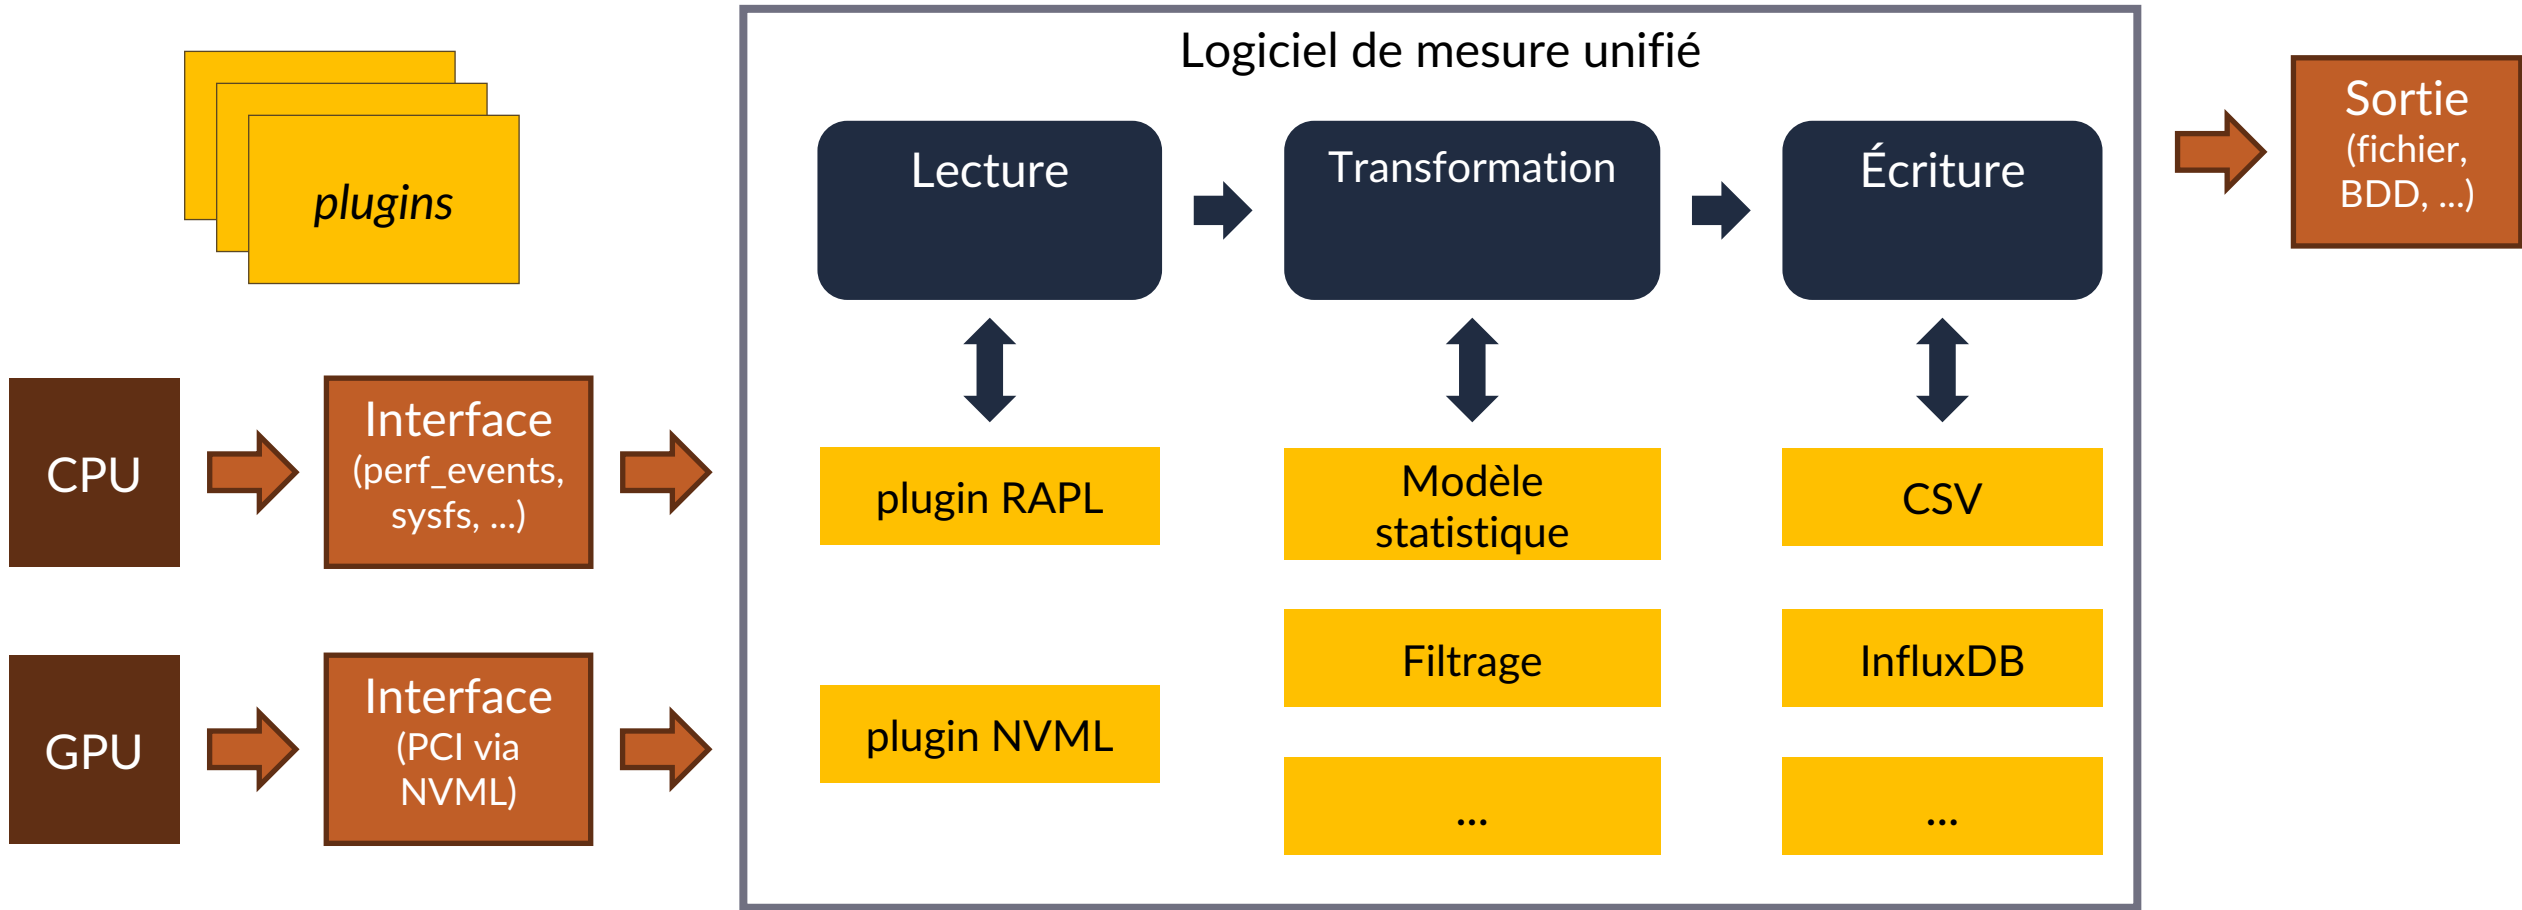 Logiciel de mesure unifié
plugins
Lecture
Transformation
Écriture
Sortie
(fichier,
BDD, ...)
CPU
Interface
(perf_events,
sysfs, ...)
plugin RAPL
Modèle
statistique
CSV
Filtrage
InfluxDB
GPU
Interface
(PCI via
NVML)
plugin NVML
...
...